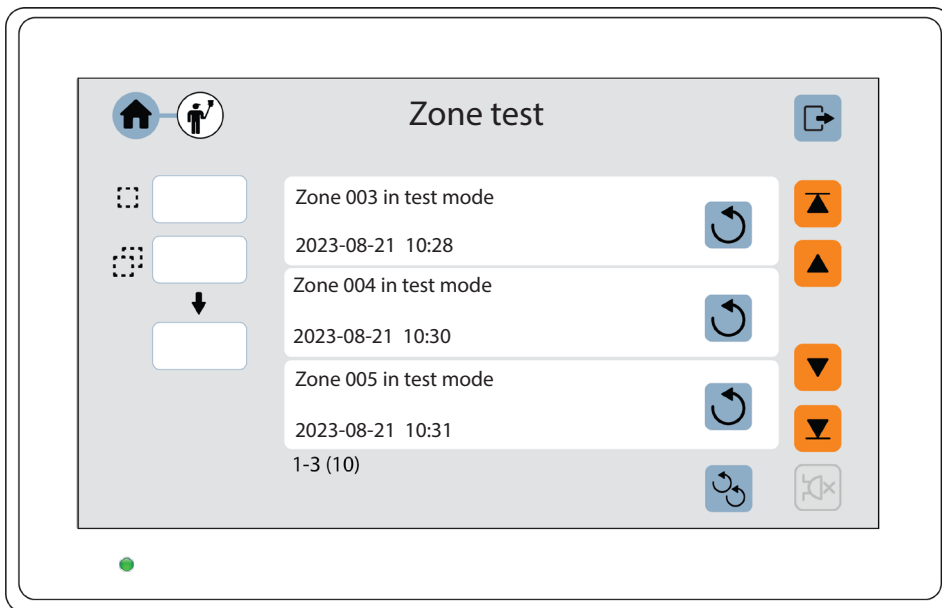 Zone test
Zone 003 in test mode
2023-08-21 10:28
Zone 004 in test mode
2023-08-21 10:30
Zone 005 in test mode
2023-08-21 10:31
1-3 (10)